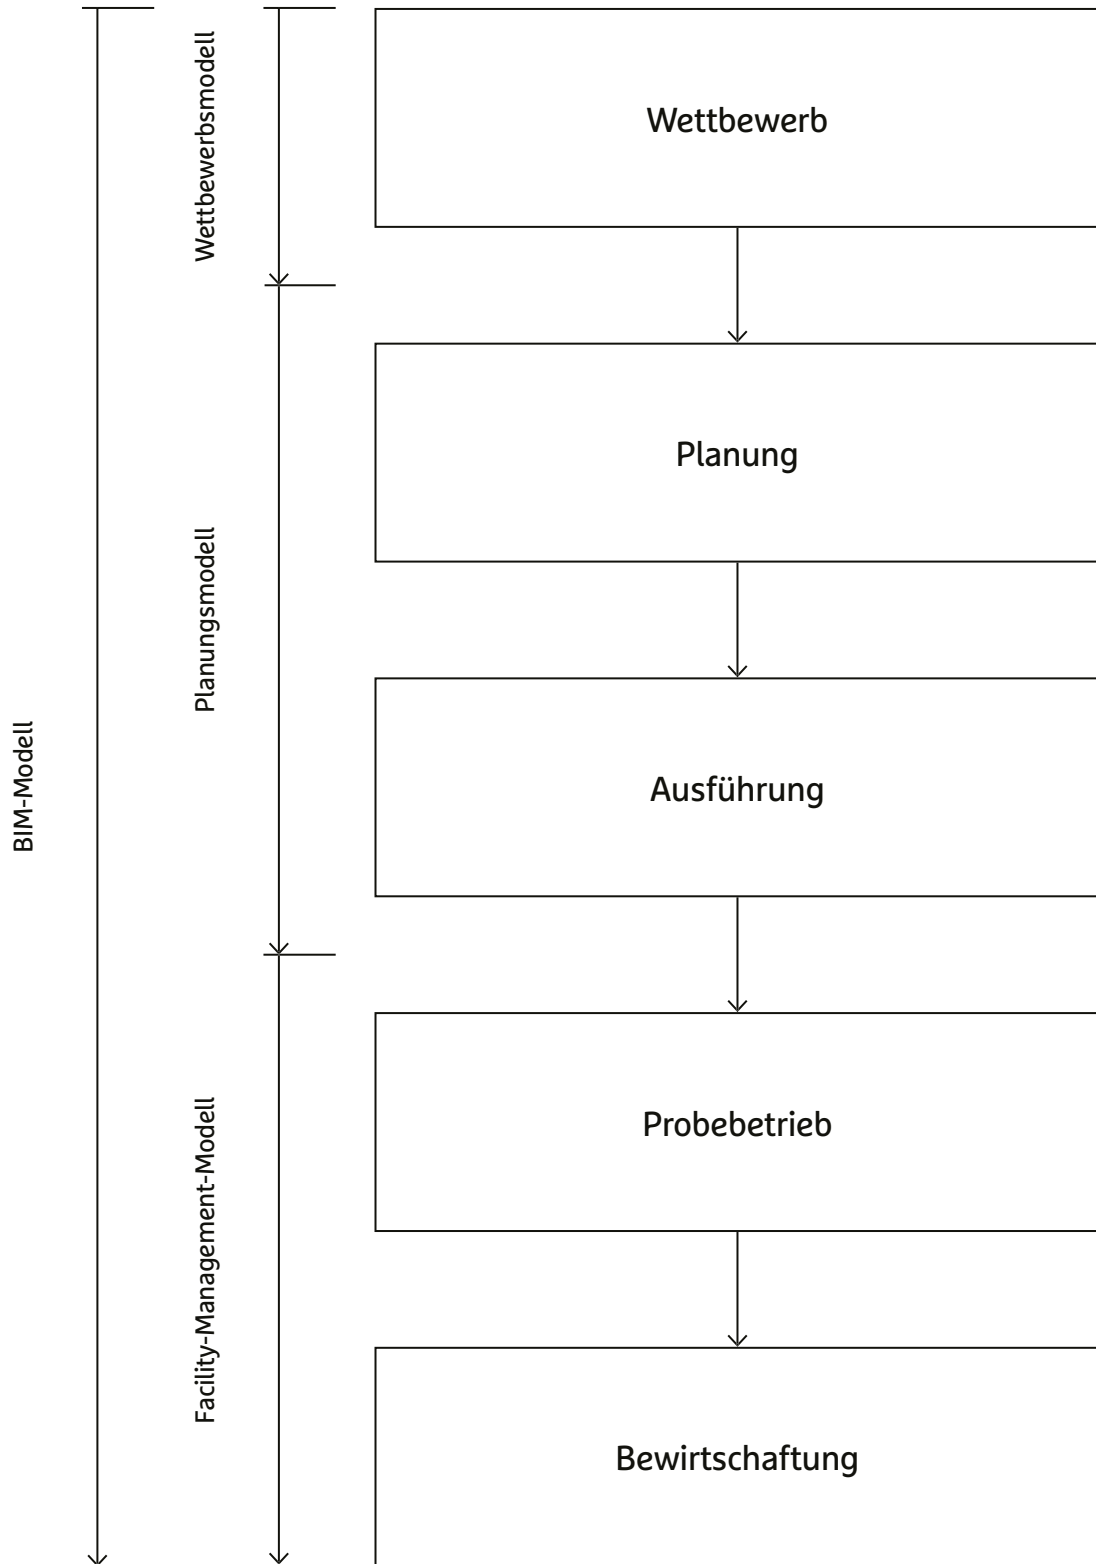 BIM-Modell
Wettbewerbsmodell
Planungsmodell
Facility-Management-Modell
Wettbewerb
Planung
Ausführung
Probebetrieb
Bewirtschaftung